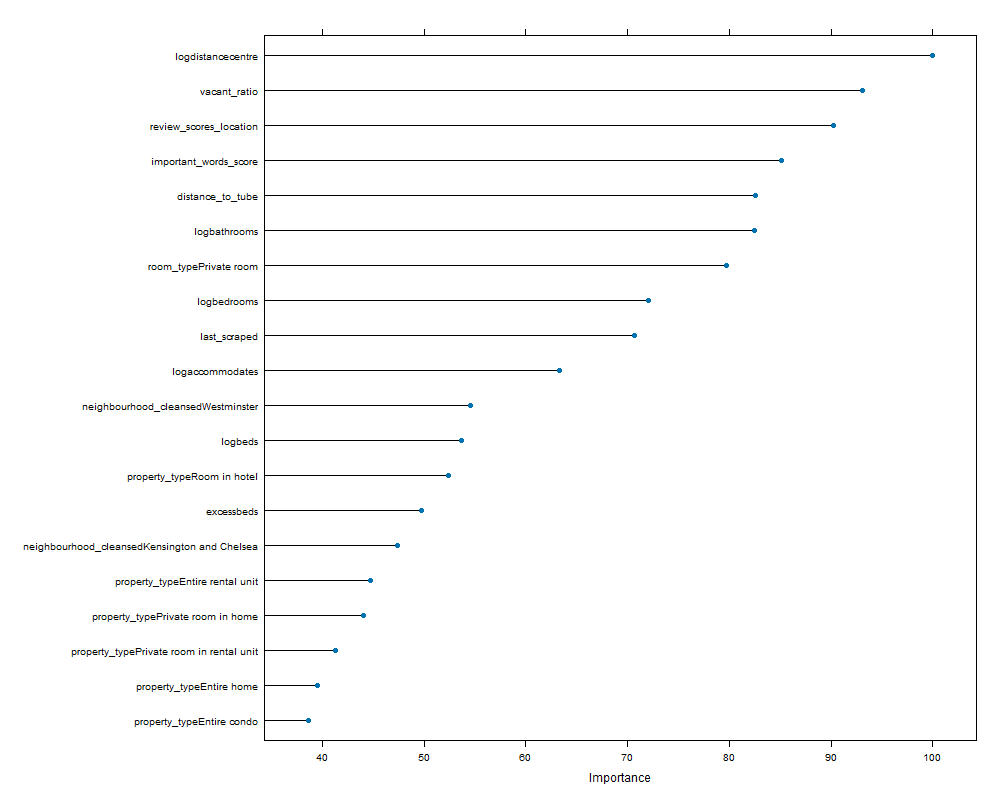 logdistancecentre
vacant_ratio
review_scores_location
important_words_score
distance_to_tube
logbathrooms
room_typePrivate room
logbedrooms
last_scraped
logaccommodates
neighbourhood_cleansedWestminster
logbeds
property_typeRoom in hotel
excessbeds
neighbourhood_cleansedKensington and Chelsea
property_typeEntire rental unit
property_typePrivate room in home
property_typePrivate room in rental unit
property_typeEntire home
property_typeEntire condo
40 50 60 70 80 90 100
Importance